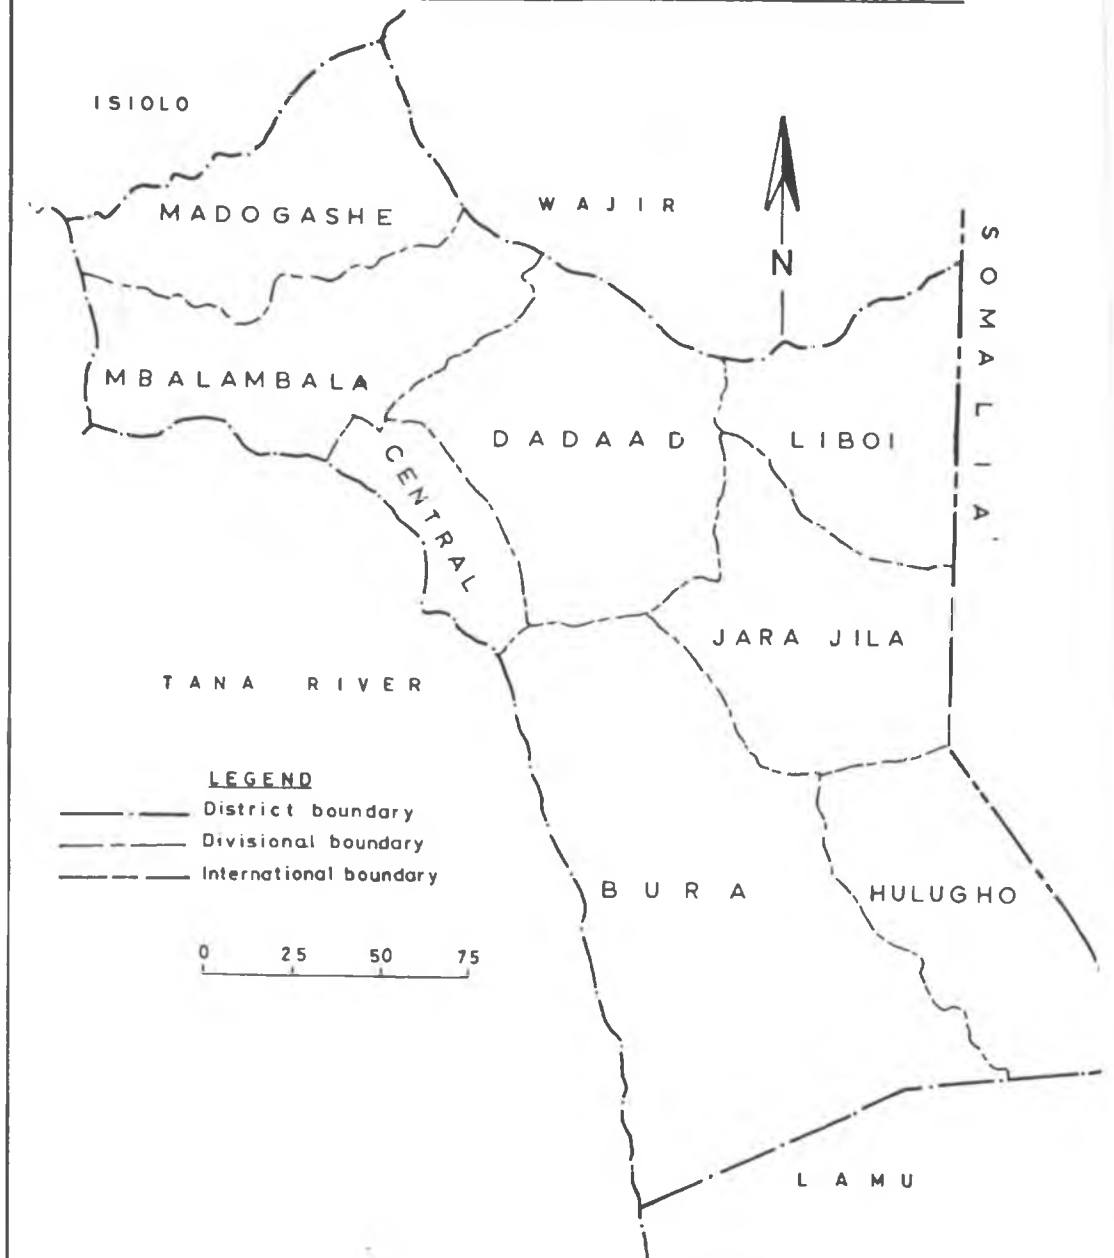 ISIOLO
MADOGASHE
WAJIR
N
SOMALIA
MBALAMBALA
CENTRAL
DADAAD
LIBOI
JARA JILA
TANA RIVER
LEGEND
District boundary
Divisional boundary
International boundary
0 25 50 75
BURA
HULUGHO
LAMU